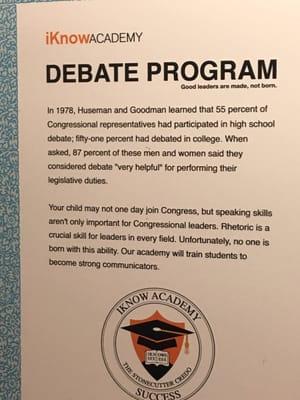 iKnowACADEMY
DEBATE PROGRAM
Good leaders are made, not born.
In 1978, Huseman and Goodman learned that 55 percent of
Congressional representatives had participated in high school
debate; fifty-one percent had debated in college. When
asked, 87 percent of these men and women said they
considered debate "very helpful" for performing their
legislative duties.
Your child may not one day join Congress, but speaking skills
aren't only important for Congressional leaders. Rhetoric is a
crucial skill for leaders in every field. Unfortunately, no one is
born with this ability. Our academy will train students to
become strong communicators.
IKNOW ACADEMY
THE STONECUTTER CREDO
SUCCESS